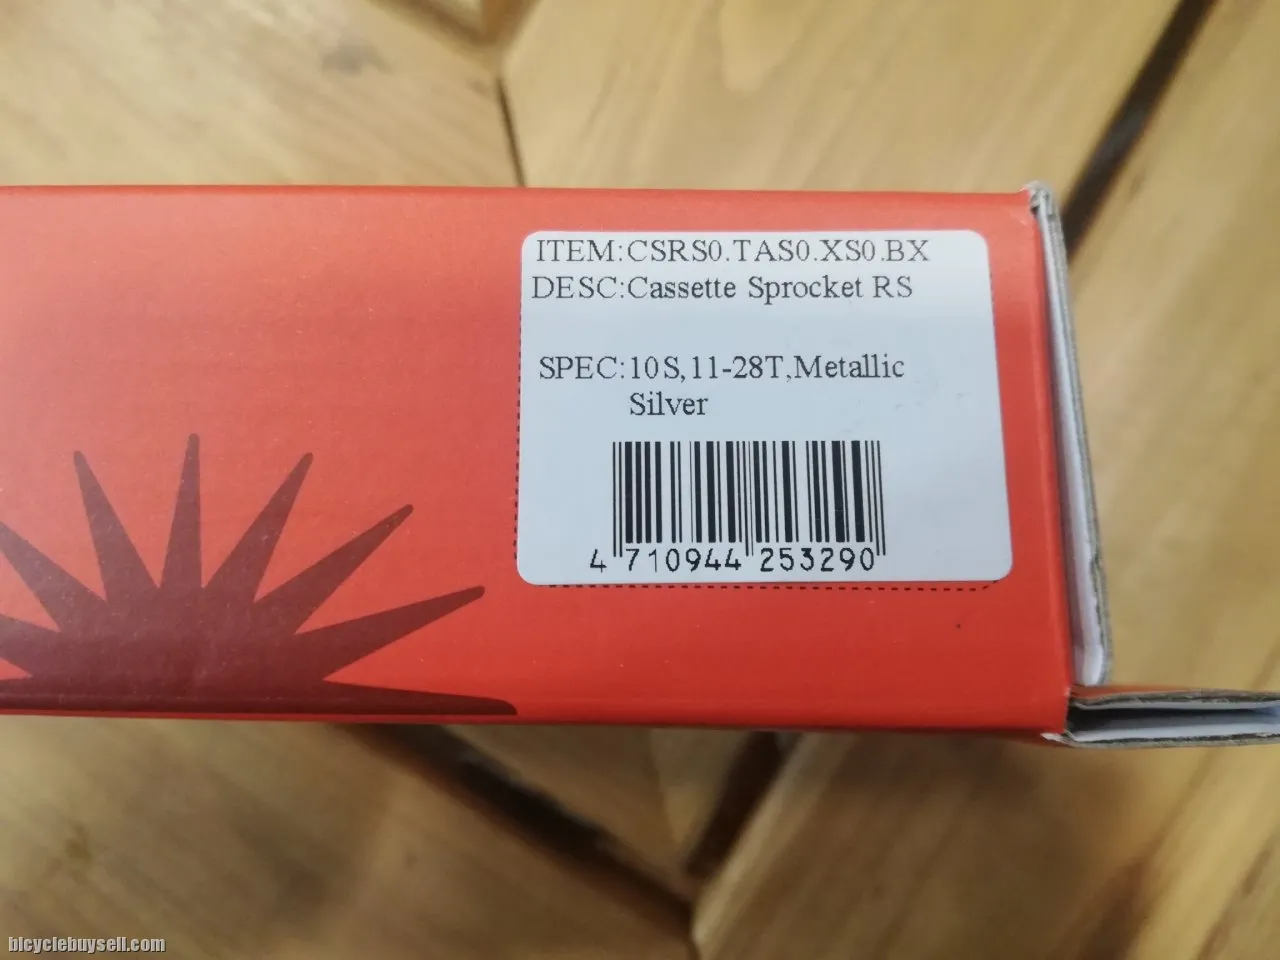 ITEM:CSRS0.TAS0.XS0.BX
DESC:Cassette Sprocket RS
SPEC:10S,11-28T,Metallic
Silver
4 710944 253290
bicyclebuysell.com